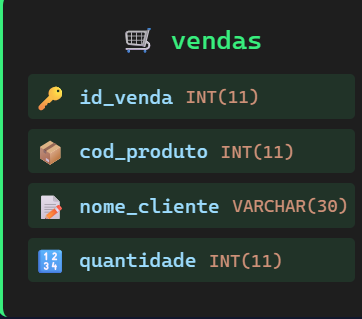 vendas
id_venda INT(11)
cod_produto INT(11)
nome_cliente VARCHAR(30)
quantidade INT(11)